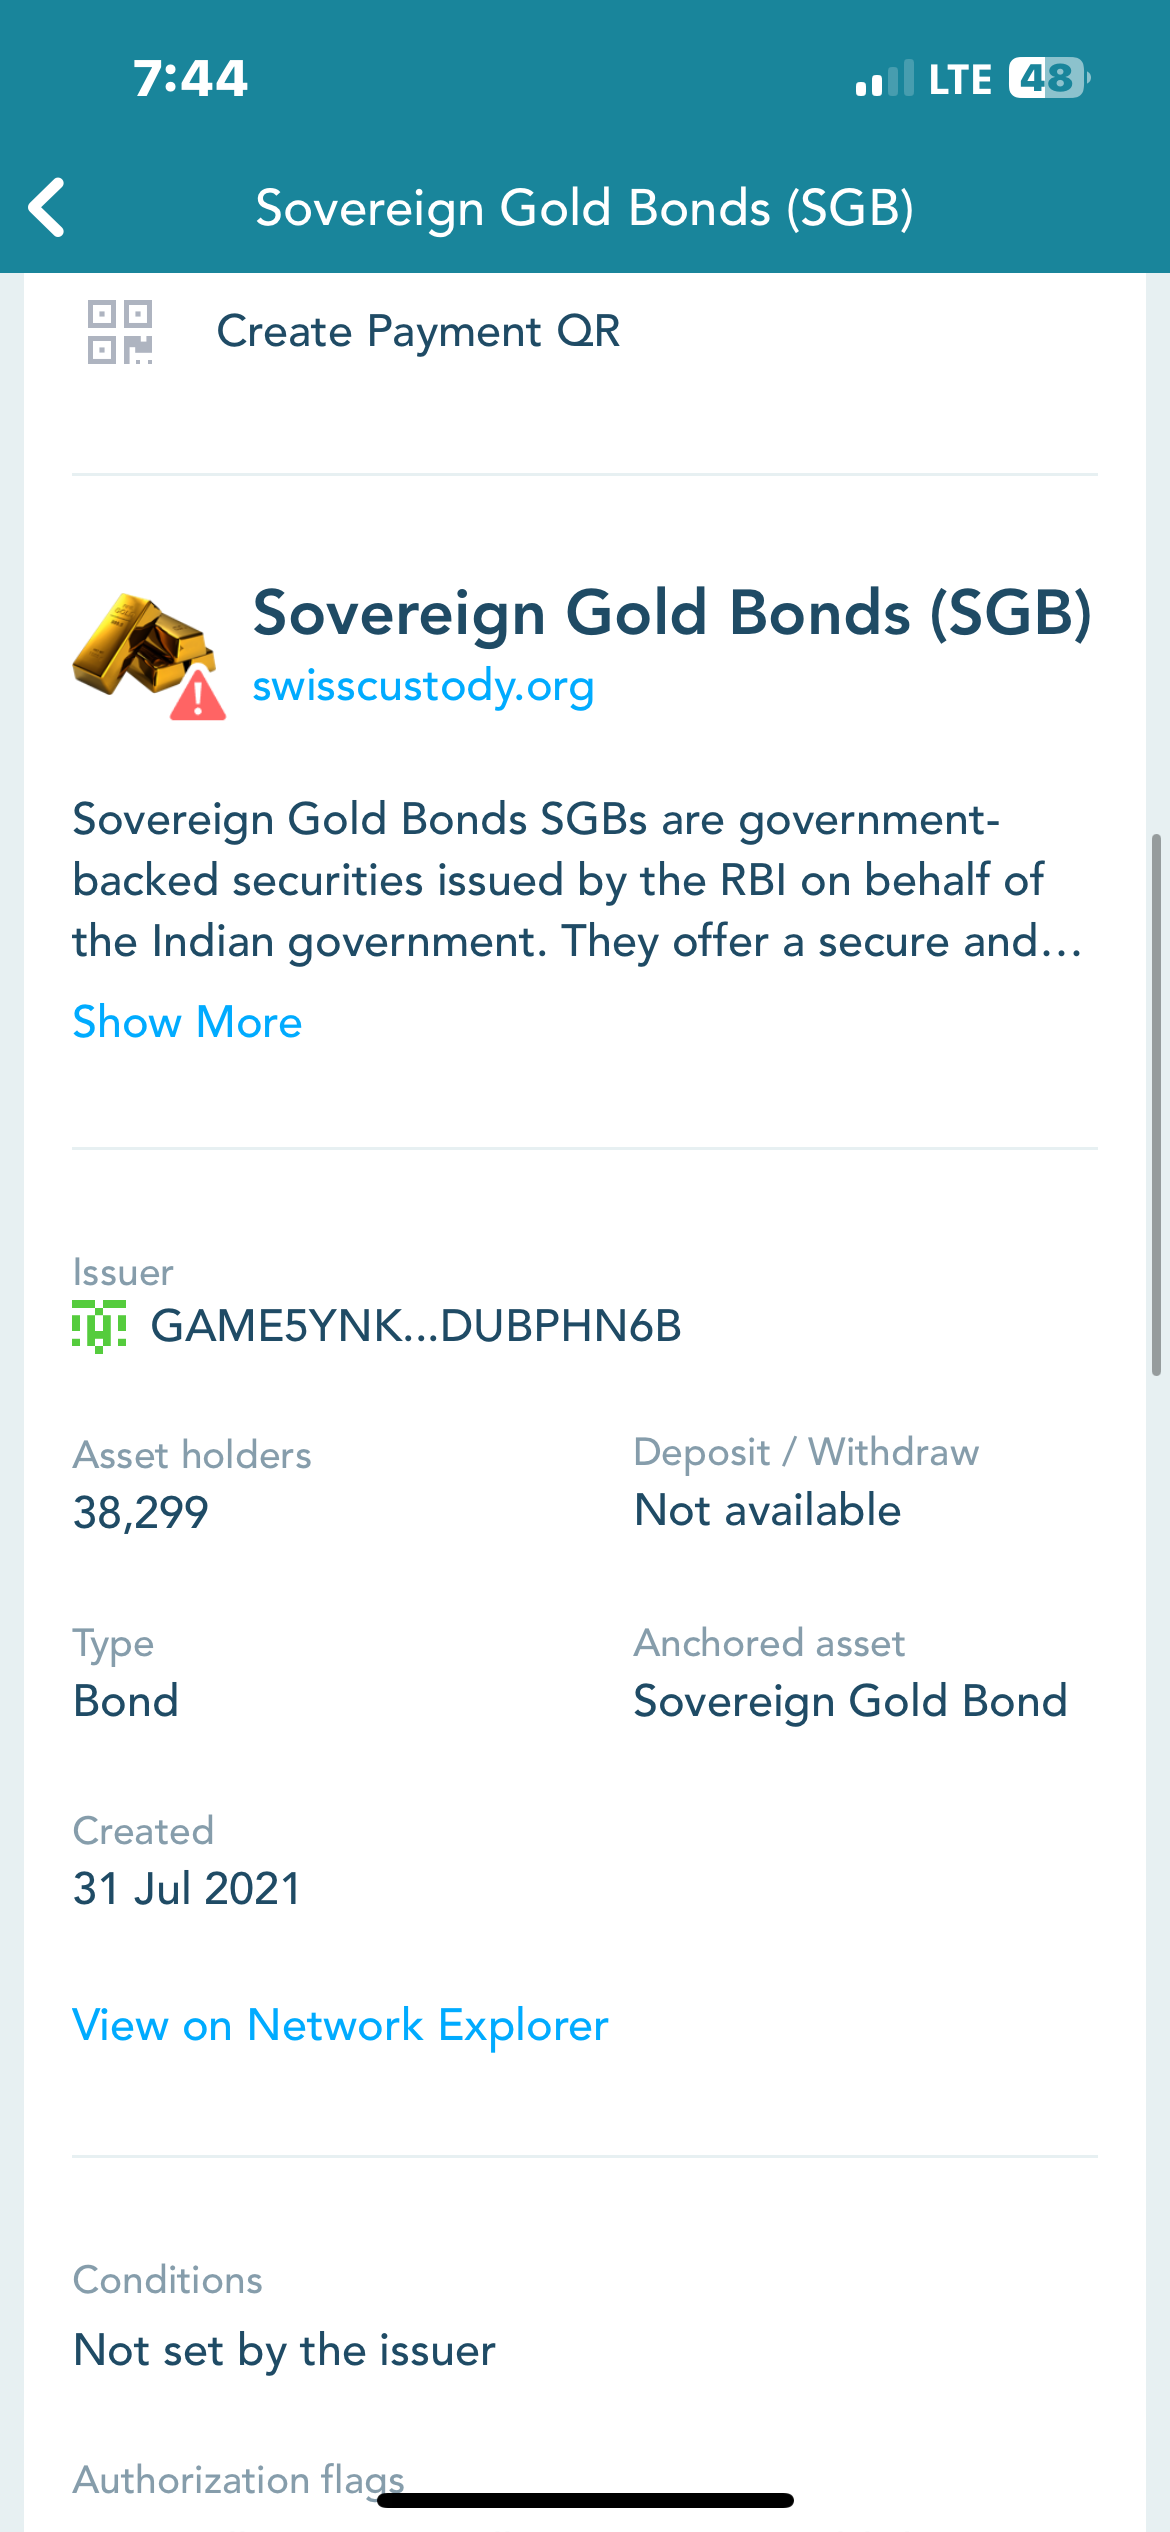 7:44
LTE
48
Sovereign Gold Bonds (SGB)
Create Payment QR
Sovereign Gold Bonds (SGB)
swisscustody.org
Sovereign Gold Bonds SGBs are government-
backed securities issued by the RBI on behalf of
the Indian government. They offer a secure and...
Show More
Issuer
GAME5YNK...DUBPHN6B
Asset holders
38,299
Deposit / Withdraw
Not available
Type
Bond
Anchored asset
Sovereign Gold Bond
Created
31 Jul 2021
View on Network Explorer
Conditions
Not set by the issuer
Authorization flags